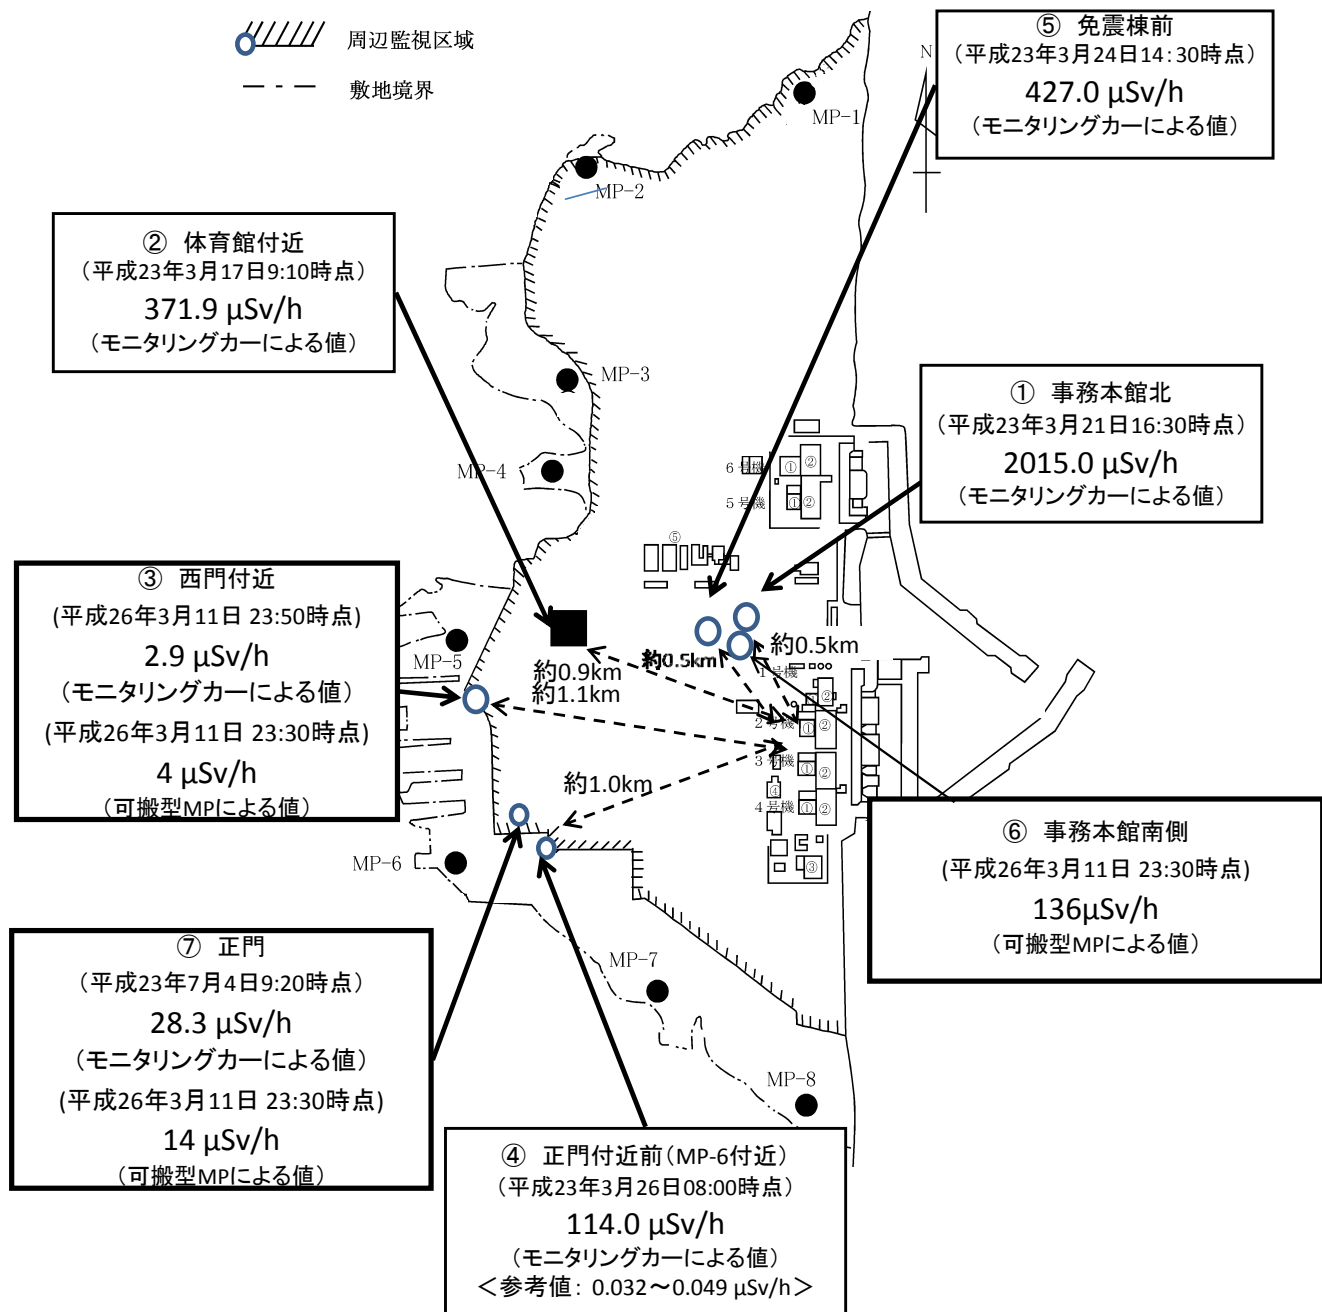 周辺監視区域
敷地境界
⑤ 免震棟前
（平成23年3月24日14:30時点）
427.0 μSv/h
（モニタリングカーによる値）
N
MP-1
MP-2
② 体育館付近
（平成23年3月17日9:10時点）
371.9 μSv/h
（モニタリングカーによる値）
MP-3
① 事務本館北
（平成23年3月21日16:30時点）
2015.0 μSv/h
（モニタリングカーによる値）
MP-4
6号機
①
②
5号機
①
②
⑤
③ 西門付近
(平成26年3月11日 23:50時点)
2.9 μSv/h
（モニタリングカーによる値）
(平成26年3月11日 23:30時点)
4 μSv/h
（可搬型MPによる値）
MP-5
約0.9km
約1.1km
約0.5km
約0.5km
1号機
②
2号機
①
②
3号機
①
②
約1.0km
④
4号機
①
②
③
MP-6
⑥ 事務本館南側
(平成26年3月11日 23:30時点)
136μSv/h
（可搬型MPによる値）
⑦ 正門
（平成23年7月4日9:20時点）
28.3 μSv/h
（モニタリングカーによる値）
(平成26年3月11日 23:30時点)
14 μSv/h
（可搬型MPによる値）
MP-7
MP-8
④ 正門付近前（MP-6付近）
（平成23年3月26日08:00時点）
114.0 μSv/h
（モニタリングカーによる値）
＜参考値： 0.032～0.049 μSv/h＞